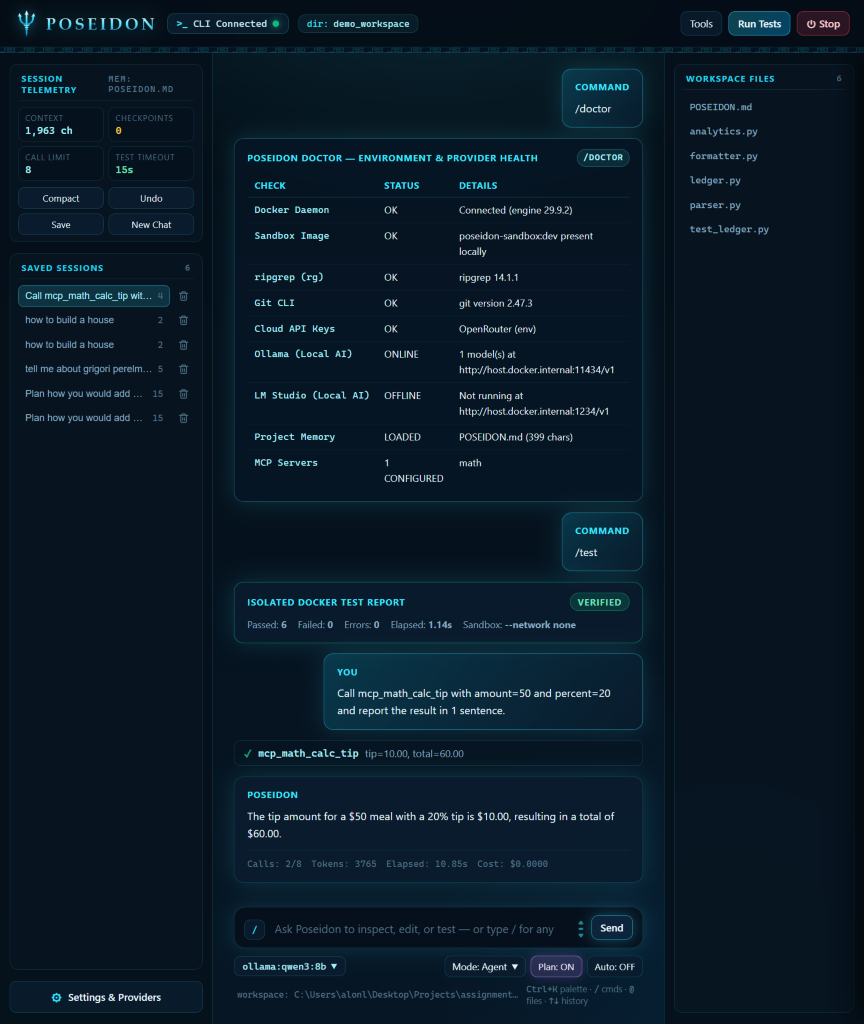 POSEIDON
>_ CLI Connected
dir: demo_workspace
Tools
Run Tests
Stop
SESSION TELEMETRY
MEM: POSEIDON.MD
CONTEXT
1,963 ch
CHECKPOINTS
0
CALL LIMIT
8
TEST TIMEOUT
15s
Compact
Undo
Save
New Chat
SAVED SESSIONS 6
Call mcp_math_calc_tip wit... 4
how to build a house 2
how to build a house 2
tell me about grigori perelm... 5
Plan how you would add ... 15
Plan how you would add ... 15
Settings & Providers
COMMAND
/doctor
POSEIDON DOCTOR — ENVIRONMENT & PROVIDER HEALTH /DOCTOR
CHECK STATUS DETAILS
Docker Daemon OK Connected (engine 29.9.2)
Sandbox Image OK poseidon-sandbox:dev present
locally
ripgrep (rg) OK ripgrep 14.1.1
Git CLI OK git version 2.47.3
Cloud API Keys OK OpenRouter (env)
Ollama (Local AI) ONLINE 1 model(s) at
http://host.docker.internal:11434/v1
LM Studio (Local AI) OFFLINE Not running at
http://host.docker.internal:1234/v1
Project Memory LOADED POSEIDON.md (399 chars)
MCP Servers 1 CONFIGURED math
COMMAND
/test
ISOLATED DOCKER TEST REPORT VERIFIED
Passed: 6 Failed: 0 Errors: 0 Elapsed: 1.14s Sandbox: --network none
YOU
Call mcp_math_calc_tip with amount=50 and percent=20
and report the result in 1 sentence.
✓ mcp_math_calc_tip tip=10.00, total=60.00
POSEIDON
The tip amount for a $50 meal with a 20% tip is $10.00, resulting in a total of
$60.00.
Calls: 2/8 Tokens: 3765 Elapsed: 10.85s Cost: $0.0000
/ Ask Poseidon to inspect, edit, or test — or type / for any
Send
ollama:qwen3:8b ▼
Mode: Agent ▼
Plan: ON
Auto: OFF
workspace: C:\Users\alonl\Desktop\Projects\assignment…
Ctrl+K palette · / cmds · @
files · ↑↓ history
WORKSPACE FILES 6
POSEIDON.md
analytics.py
formatter.py
ledger.py
parser.py
test_ledger.py